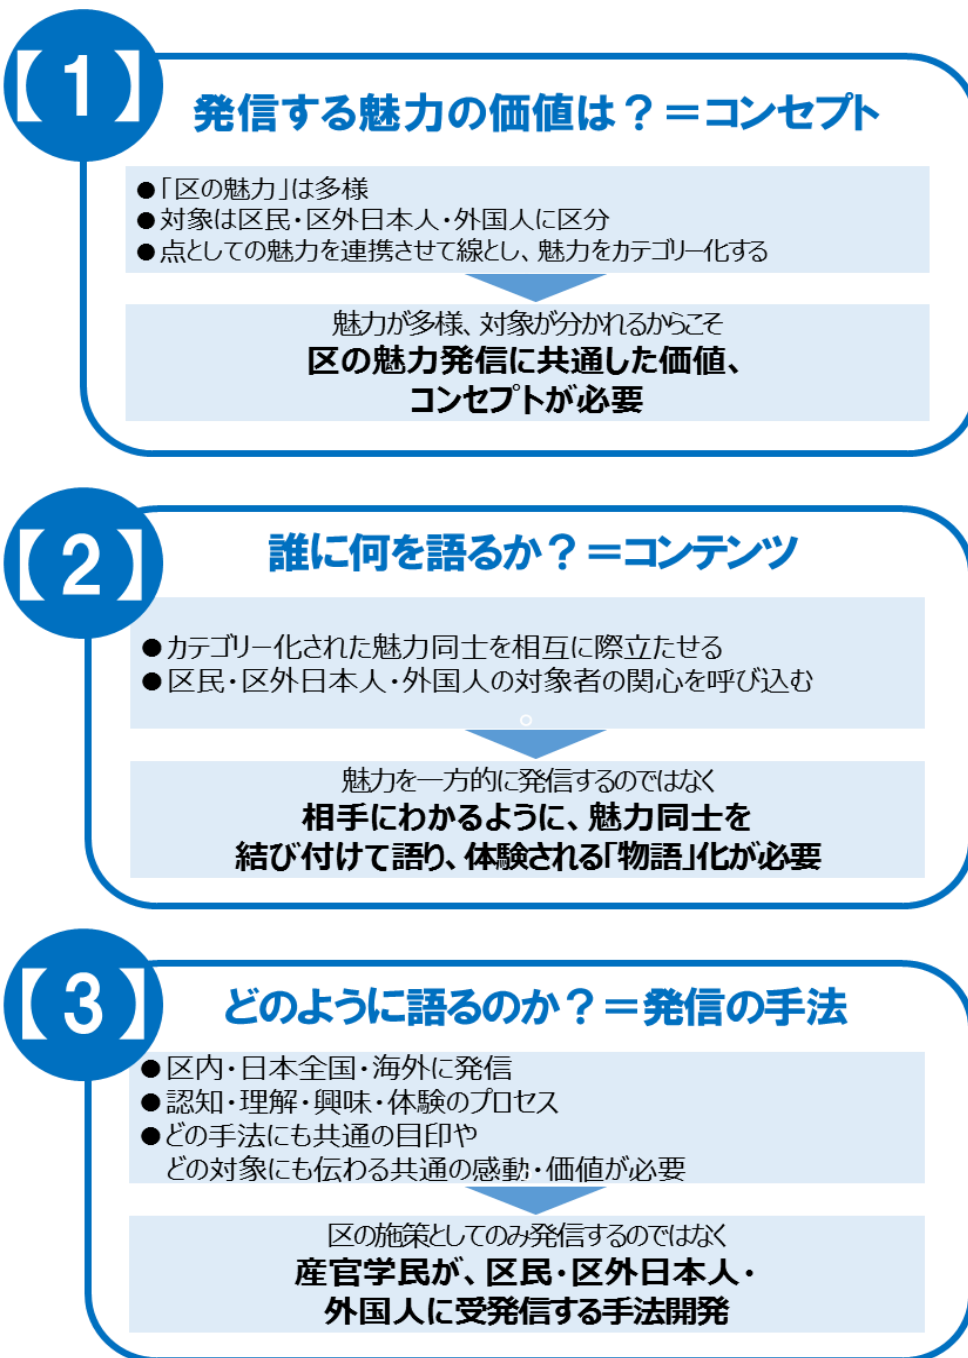 【1】
発信する魅力の価値は？＝コンセプト
●「区の魅力」は多様
●対象は区民・区外日本人・外国人に区分
●点としての魅力を連携させて線とし、魅力をカテゴリー化する
魅力が多様、対象が分かれるからこそ
区の魅力発信に共通した価値、
コンセプトが必要
【2】
誰に何を語るか？＝コンテンツ
●カテゴリー化された魅力同士を相互に際立たせる
●区民・区外日本人・外国人の対象者の関心を呼び込む
。
魅力を一方的に発信するのではなく
相手にわかるように、魅力同士を
結び付けて語り、体験される「物語」化が必要
【3】
どのように語るのか？＝発信の手法
●区内・日本全国・海外に発信
●認知・理解・興味・体験のプロセス
●どの手法にも共通の目印や
どの対象にも伝わる共通の感動・価値が必要
区の施策としてのみ発信するのではなく
産官学民が、区民・区外日本人・
外国人に受発信する手法開発